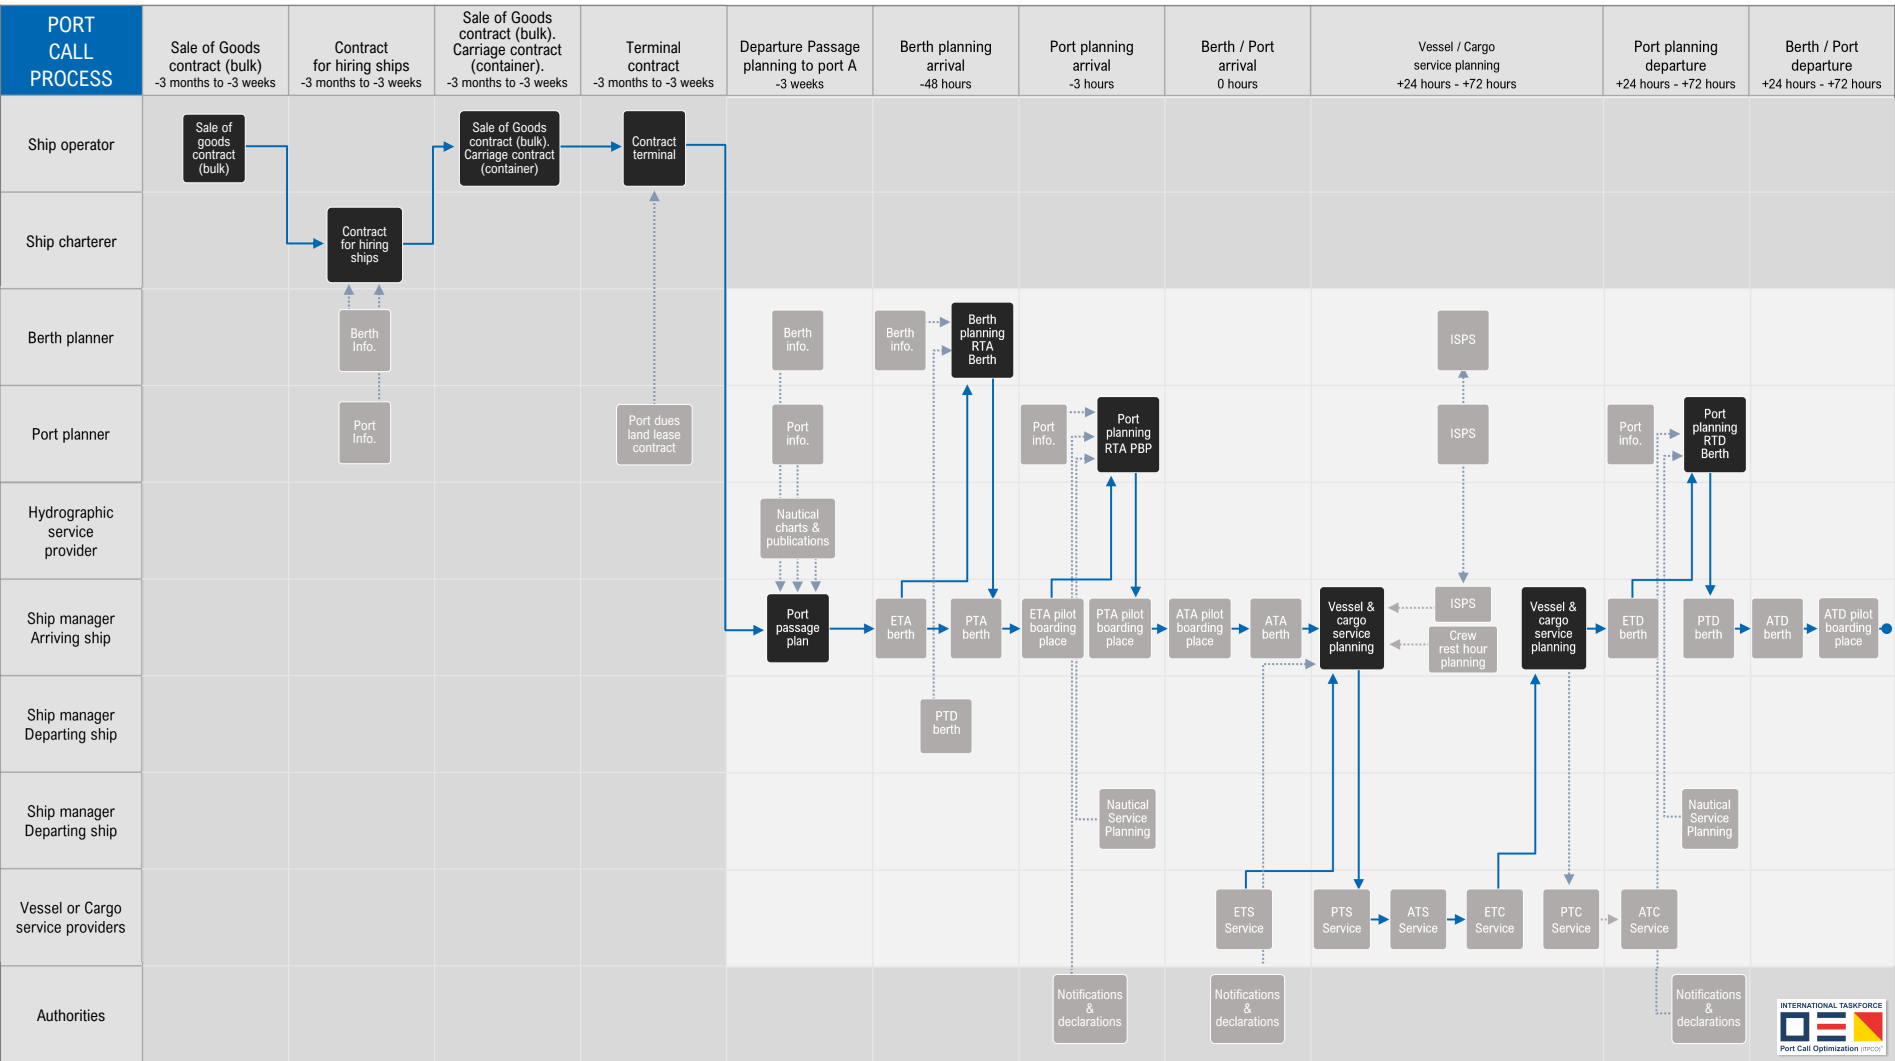 PORT
CALL
PROCESS
Sale of Goods
contract (bulk)
-3 months to -3 weeks
Contract
for hiring ships
-3 months to -3 weeks
Sale of Goods
contract (bulk).
Carriage contract
(container).
-3 months to -3 weeks
Terminal
contract
-3 months to -3 weeks
Departure Passage
planning to port A
-3 weeks
Berth planning
arrival
-48 hours
Port planning
arrival
-3 hours
Berth / Port
arrival
0 hours
Vessel / Cargo
service planning
+24 hours - +72 hours
Port planning
departure
+24 hours - +72 hours
Berth / Port
departure
+24 hours - +72 hours
Ship operator
Sale of
goods
contract
(bulk)
Sale of Goods
contract (bulk).
Carriage contract
(container)
Contract
terminal
Ship charterer
Contract
for hiring
ships
Berth planner
Berth
Info.
Berth
info.
Berth
info.
Berth
planning
RTA
Berth
ISPS
Port planner
Port
Info.
Port dues
land lease
contract
Port
info.
Port
info.
Port
planning
RTA PBP
ISPS
Port
info.
Port
planning
RTD
Berth
Hydrographic
service
provider
Nautical
charts &
publications
Ship manager
Arriving ship
Port
passage
plan
ETA
berth
PTA
berth
ETA pilot
boarding
place
PTA pilot
boarding
place
ATA pilot
boarding
place
ATA
berth
Vessel &
cargo
service
planning
ISPS
Crew
rest hour
planning
Vessel &
cargo
service
planning
ETD
berth
PTD
berth
ATD
berth
ATD pilot
boarding
place
Ship manager
Departing ship
PTD
berth
Ship manager
Departing ship
Nautical
Service
Planning
Nautical
Service
Planning
Vessel or Cargo
service providers
ETS
Service
PTS
Service
ATS
Service
ETC
Service
PTC
Service
ATC
Service
Authorities
Notifications
&
declarations
Notifications
&
declarations
Notifications
&
declarations
INTERNATIONAL TASKFORCE
Port Call Optimization (ITPCO)